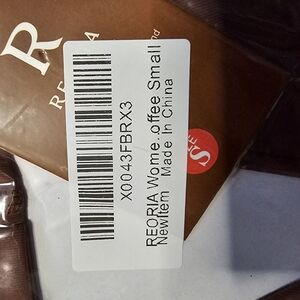 R
X0043FBRX3
REORIA Wome..offee Small
NewItem Made In China
S